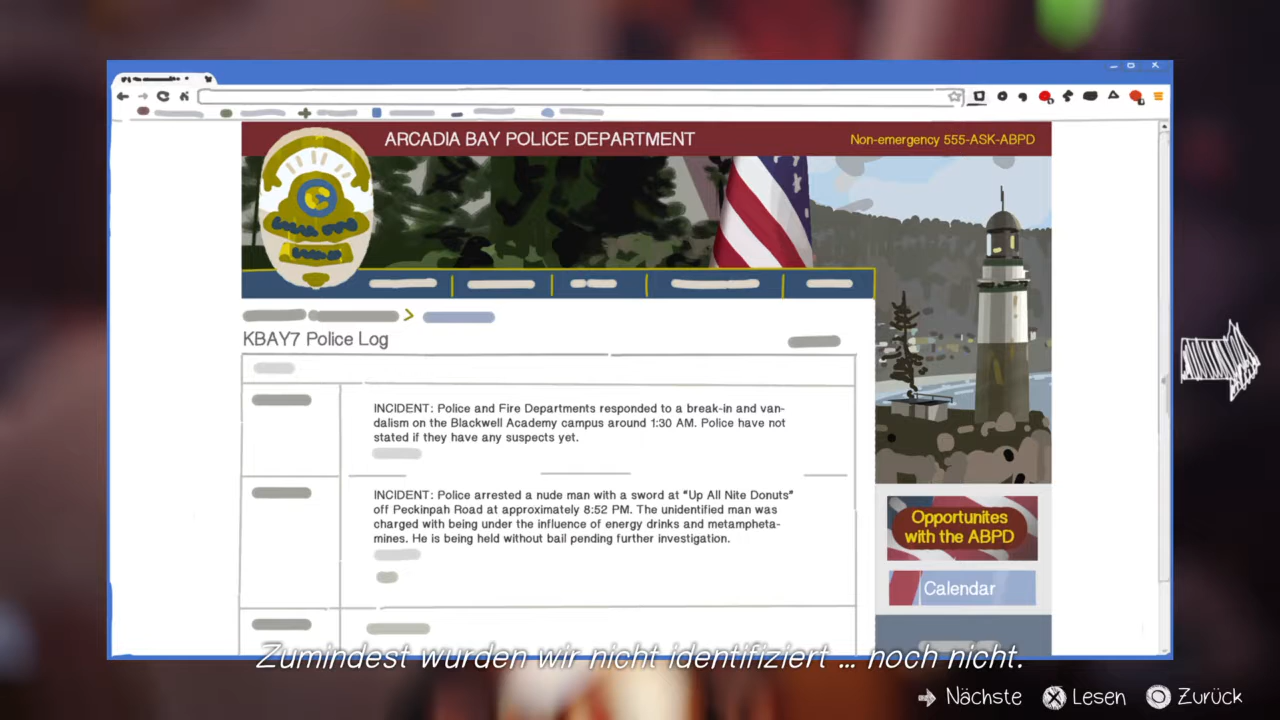 ARCADIA BAY POLICE DEPARTMENT
Non-emergency 555-ASK-ABPD
KBAY7 Police Log
INCIDENT: Police and Fire Departments responded to a break-in and van-
dalism on the Blackwell Academy campus around 1:30 AM. Police have not
stated if they have any suspects yet.
INCIDENT: Police arrested a nude man with a sword at "Up All Nite Donuts"
off Peckinpah Road at approximately 8:52 PM. The unidentified man was
charged with being under the influence of energy drinks and metampheta-
mines. He is being held without bail pending further investigation.
Opportunites
with the ABPD
Calendar
Zumindest wurden wir nicht identifiziert ... noch nicht.
Nächste
Lesen
Zurück